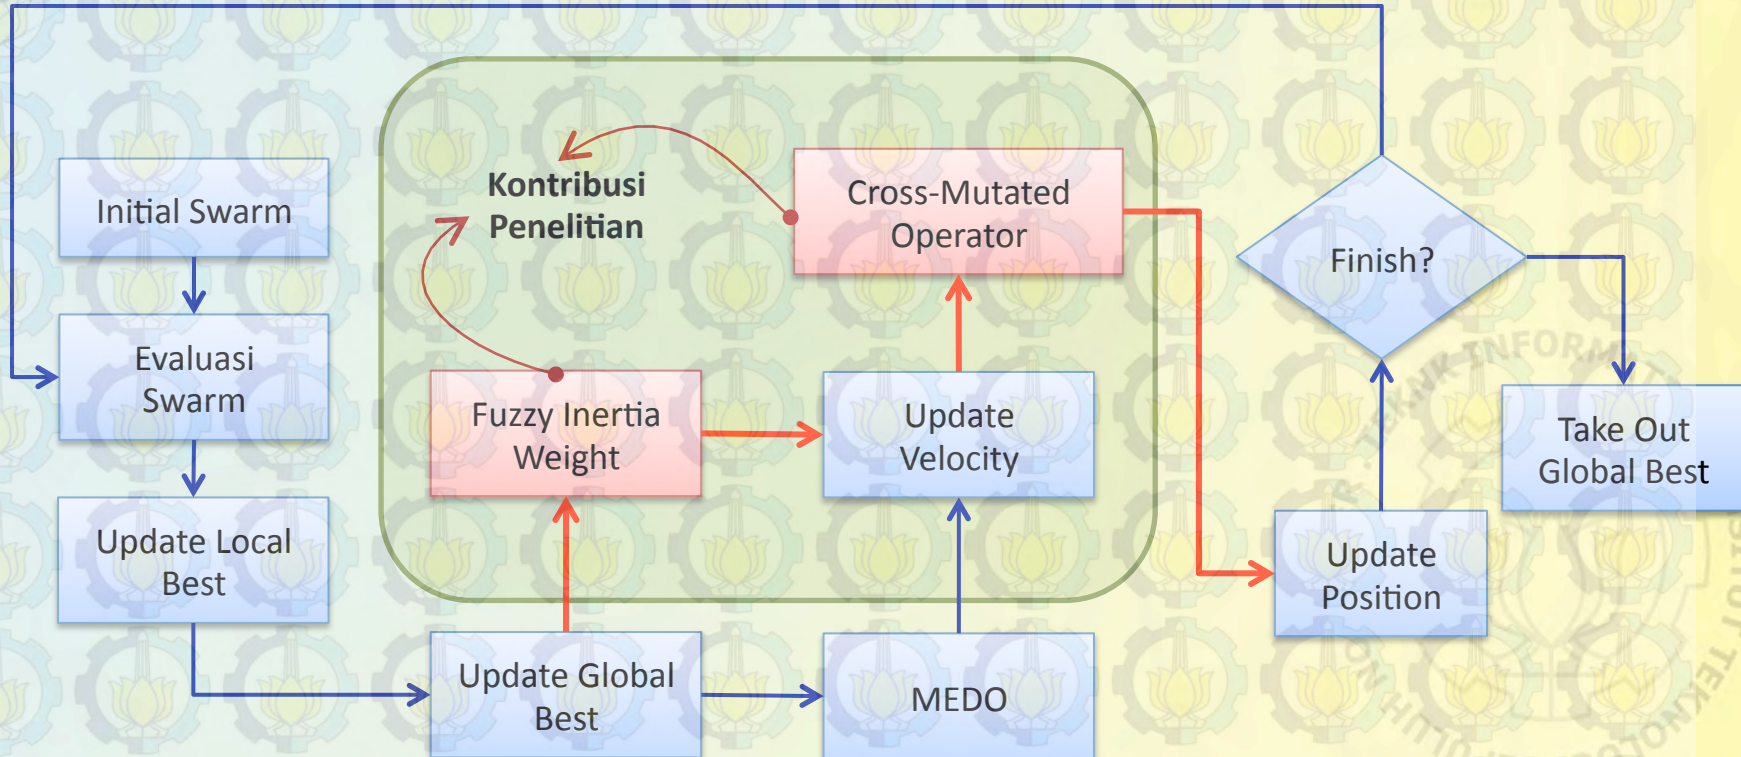 Initial Swarm
Evaluasi
Swarm
Update Local
Best
Update Global
Best
MEDO
Fuzzy Inertia
Weight
Update
Velocity
Kontribusi
Penelitian
Cross-Mutated
Operator
Update
Position
Finish?
Take Out
Global Best